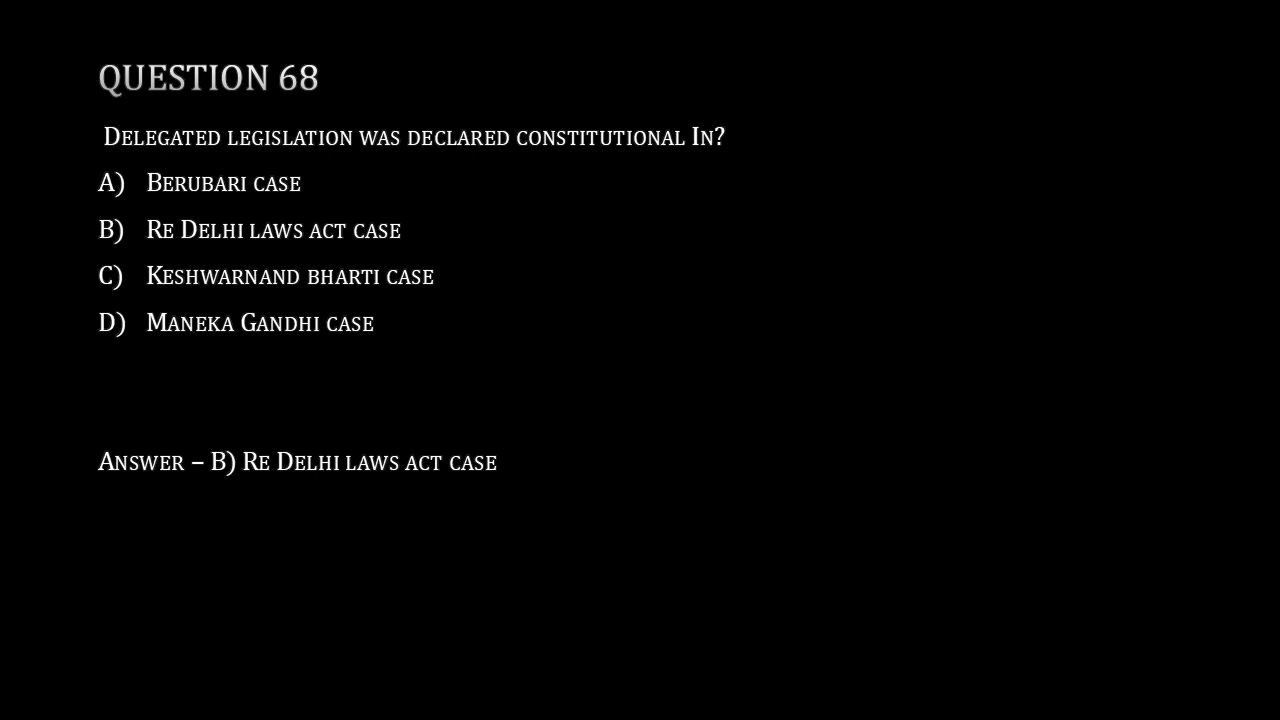 QUESTION 68
Delegated legislation was declared constitutional In?
A) Berubari case
B) Re Delhi laws act case
C) Keshwarnand bharti case
D) Maneka Gandhi case
Answer – B) Re Delhi laws act case